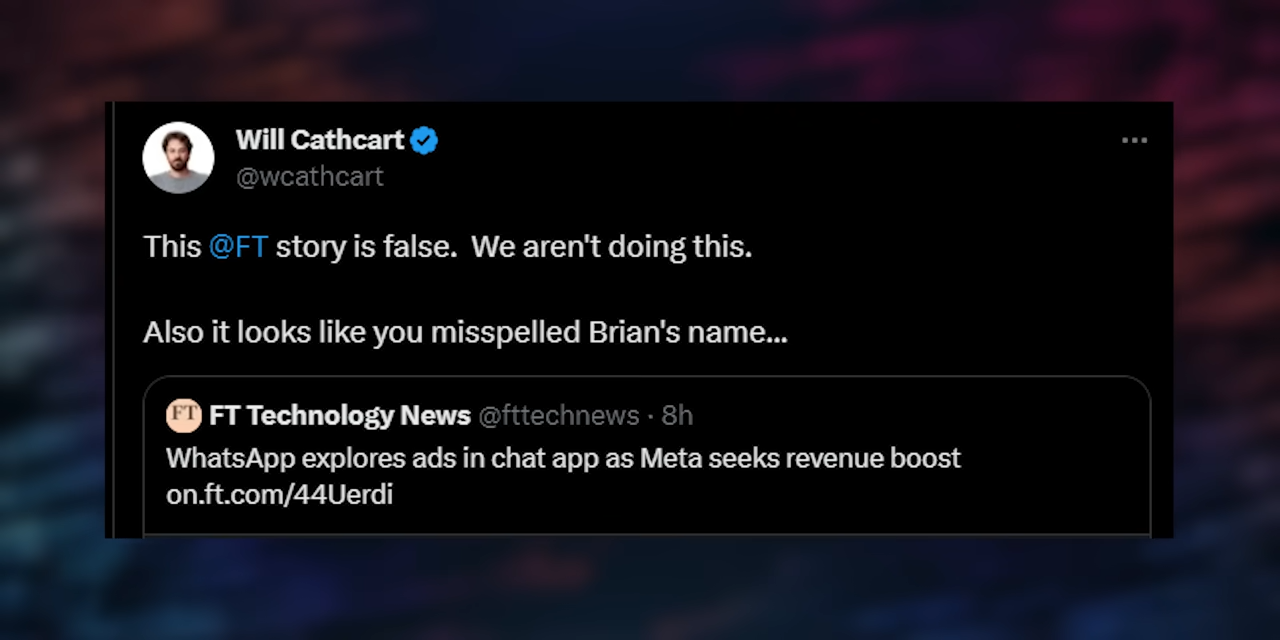 Will Cathcart
@wcathcart
This @FT story is false.  We aren't doing this.
Also it looks like you misspelled Brian's name...
FT FT Technology News @fttechnews · 8h
WhatsApp explores ads in chat app as Meta seeks revenue boost
on.ft.com/44Uerdi